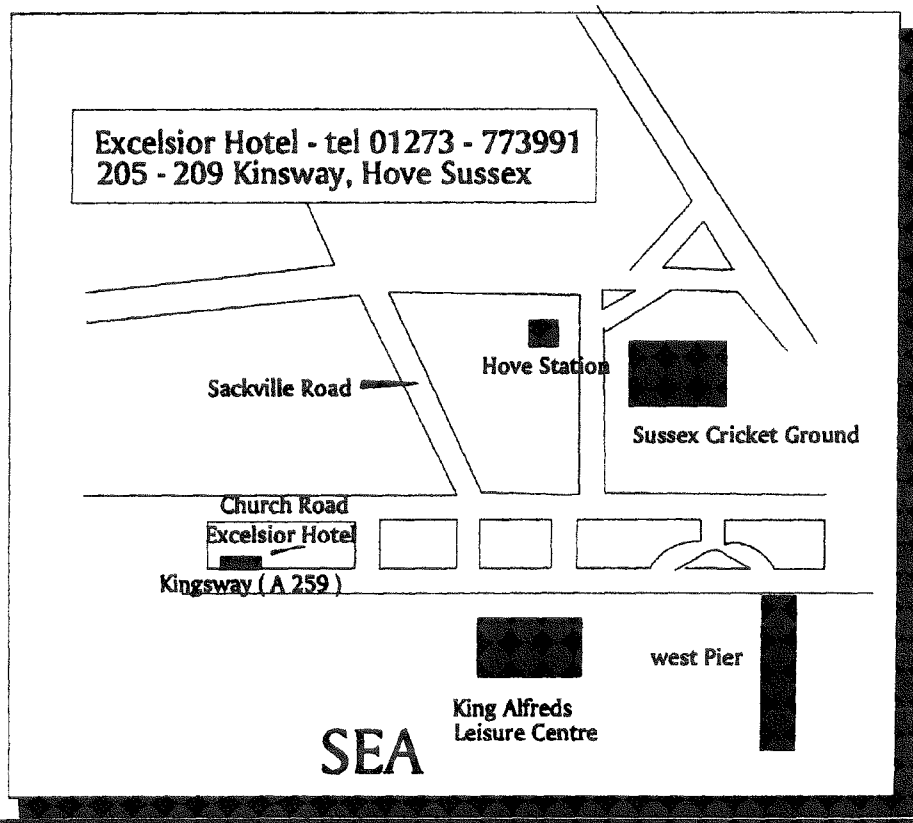 Excelsior Hotel - tel 01273 - 773991
205 - 209 Kinsway, Hove Sussex
Hove Station
Sackville Road
Sussex Cricket Ground
Church Road
Excelsior Hotel
Kingsway ( A 259 )
west Pier
King Alfreds
Leisure Centre
SEA